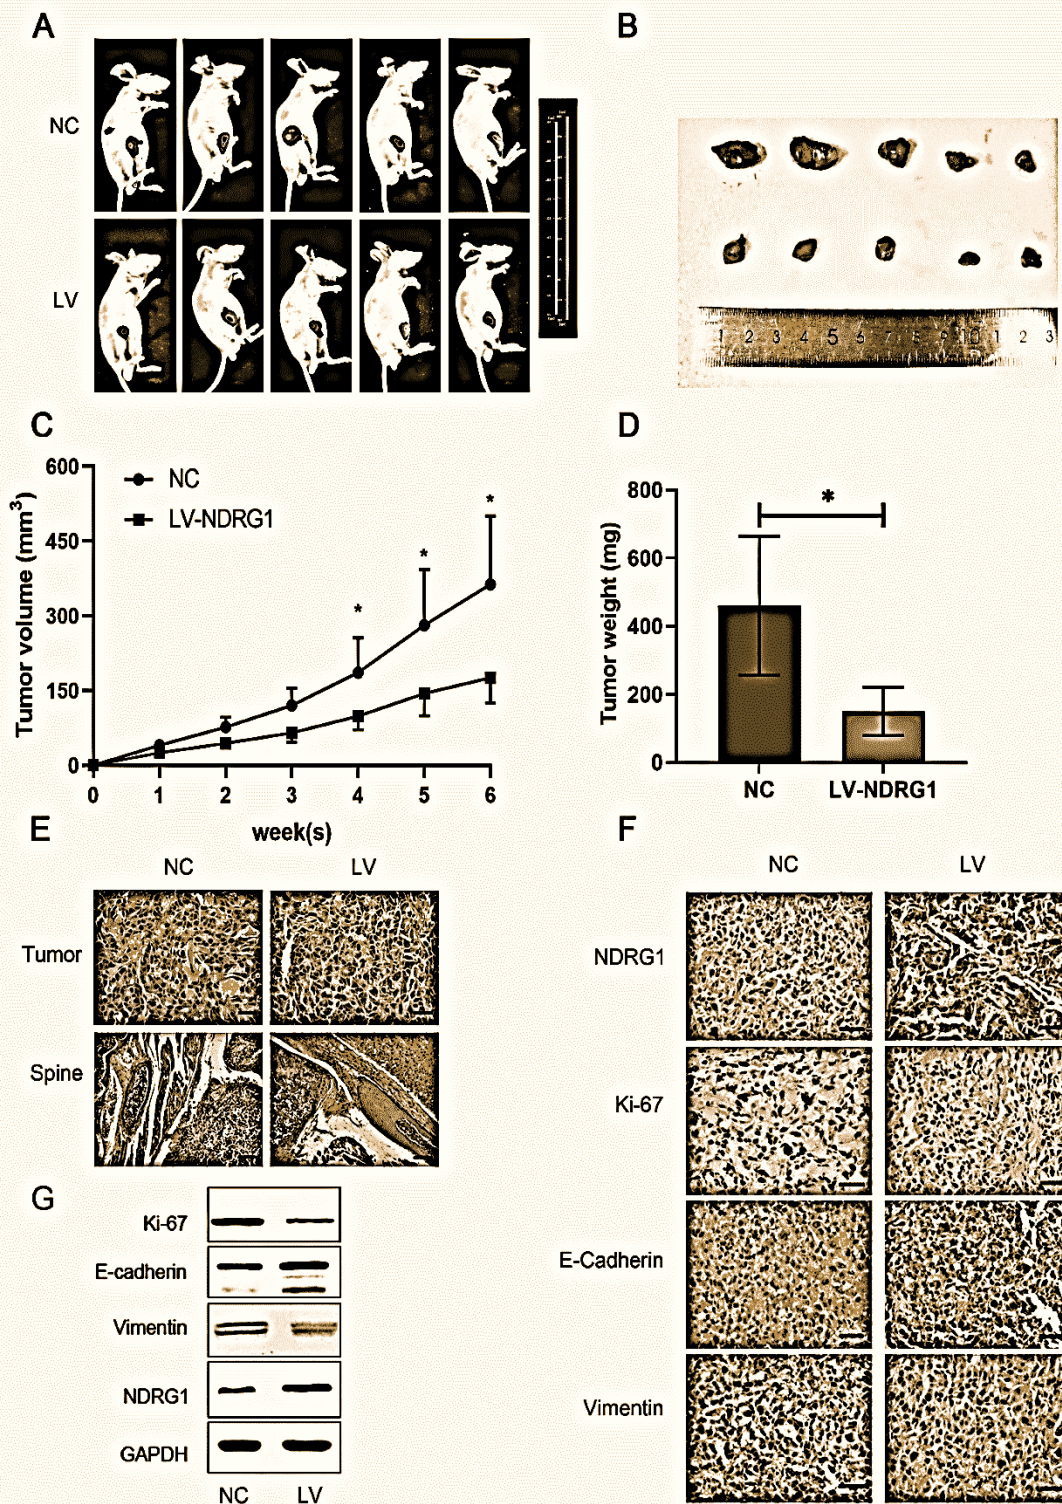 A
NC
LV
B
1 2 3 4 5 6 7 8 9 10 1 2 3
C
Tumor volume (mm³)
600
450
300
150
0
NC
LV-NDRG1
*
*
*
0 1 2 3 4 5 6
week(s)
D
Tumor weight (mg)
800
600
400
200
0
*
NC LV-NDRG1
E
NC LV
Tumor
Spine
F
NC LV
NDRG1
Ki-67
E-Cadherin
Vimentin
G
Ki-67
E-cadherin
Vimentin
NDRG1
GAPDH
NC LV